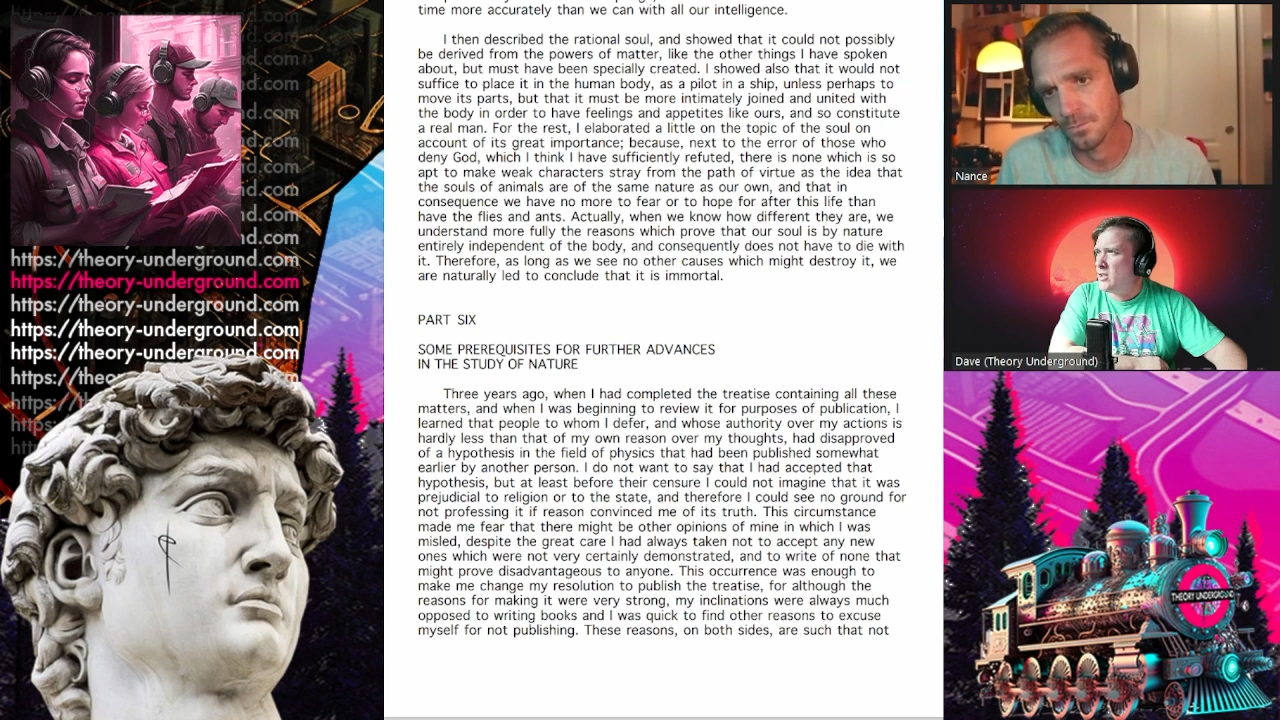 https://theory-underground.com
https://theory-underground.com
https://theory-underground.com
https://theory-underground.com
https://theory-underground.com
time more accurately than we can with all our intelligence.
I then described the rational soul, and showed that it could not possibly
be derived from the powers of matter, like the other things I have spoken
about, but must have been specially created. I showed also that it would not
suffice to place it in the human body, as a pilot in a ship, unless perhaps to
move its parts, but that it must be more intimately joined and united with
the body in order to have feelings and appetites like ours, and so constitute
a real man. For the rest, I elaborated a little on the topic of the soul on
account of its great importance; because, next to the error of those who
deny God, which I think I have sufficiently refuted, there is none which is so
apt to make weak characters stray from the path of virtue as the idea that
the souls of animals are of the same nature as our own, and that in
consequence we have no more to fear or to hope for after this life than
have the flies and ants. Actually, when we know how different they are, we
understand more fully the reasons which prove that our soul is by nature
entirely independent of the body, and consequently does not have to die with
it. Therefore, as long as we see no other causes which might destroy it, we
are naturally led to conclude that it is immortal.
PART SIX
SOME PREREQUISITES FOR FURTHER ADVANCES
IN THE STUDY OF NATURE
Three years ago, when I had completed the treatise containing all these
matters, and when I was beginning to review it for purposes of publication, I
learned that people to whom I defer, and whose authority over my actions is
hardly less than that of my own reason over my thoughts, had disapproved
of a hypothesis in the field of physics that had been published somewhat
earlier by another person. I do not want to say that I had accepted that
hypothesis, but at least before their censure I could not imagine that it was
prejudicial to religion or to the state, and therefore I could see no ground for
not professing it if reason convinced me of its truth. This circumstance
made me fear that there might be other opinions of mine in which I was
misled, despite the great care I had always taken not to accept any new
ones which were not very certainly demonstrated, and to write of none that
might prove disadvantageous to anyone. This occurrence was enough to
make me change my resolution to publish the treatise, for although the
reasons for making it were very strong, my inclinations were always much
opposed to writing books and I was quick to find other reasons to excuse
myself for not publishing. These reasons, on both sides, are such that not
Nance
Dave (Theory Underground)
THEORY UNDERGROUND